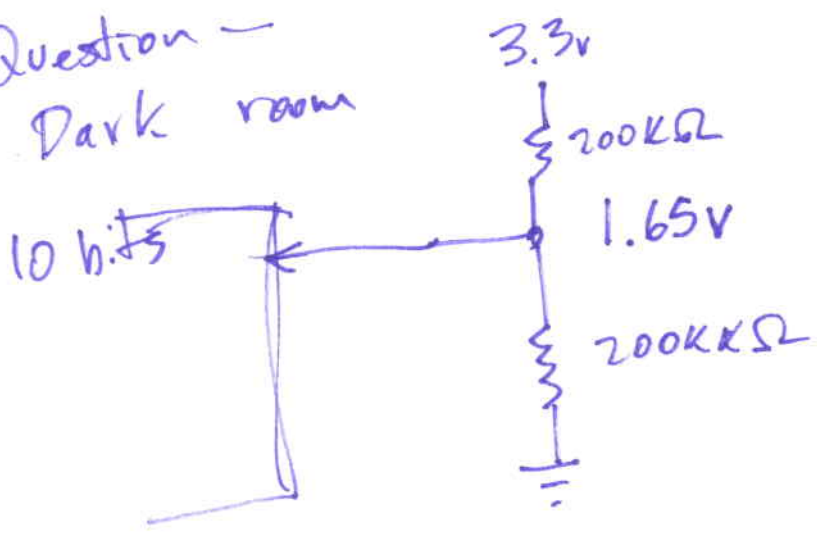 Question -
Dark room
3.3v
200KΩ
10 bits
1.65V
200KKΩ